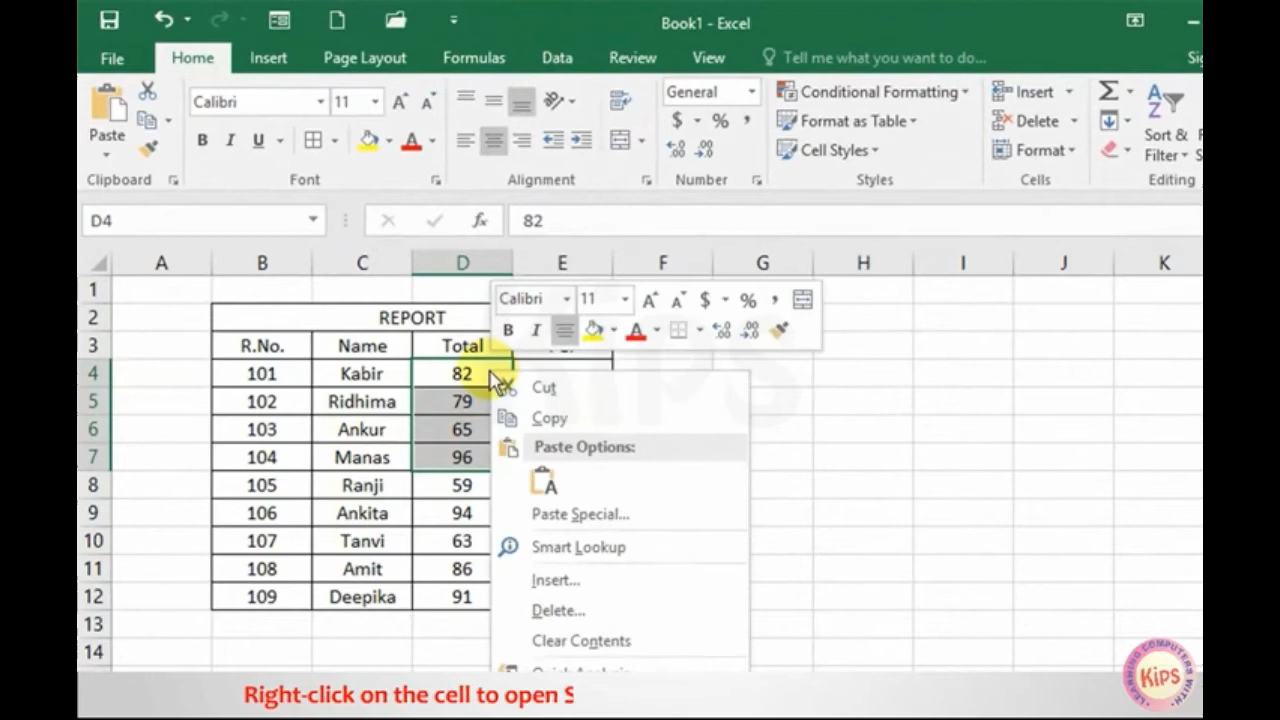 Book1 - Excel
File Home Insert Page Layout Formulas Data Review View Tell me what you want to do...
Calibri 11 General Conditional Formatting Insert
Paste B I U $ % , Format as Table Delete Sort &
Cell Styles Format Filter
Clipboard Font Alignment Number Styles Cells Editing
D4 fx 82
A B C D E F G H I J K
1
2 REPORT
3 R.No. Name Total
4 101 Kabir 82
5 102 Ridhima 79
6 103 Ankur 65
7 104 Manas 96
8 105 Ranji 59
9 106 Ankita 94
10 107 Tanvi 63
11 108 Amit 86
12 109 Deepika 91
13
14
Calibri 11 $ % ,
B I
Cut
Copy
Paste Options:
Paste Special...
Smart Lookup
Insert...
Delete...
Clear Contents
Right-click on the cell to open S
LEARNING COMPUTERS WITH
KIPS